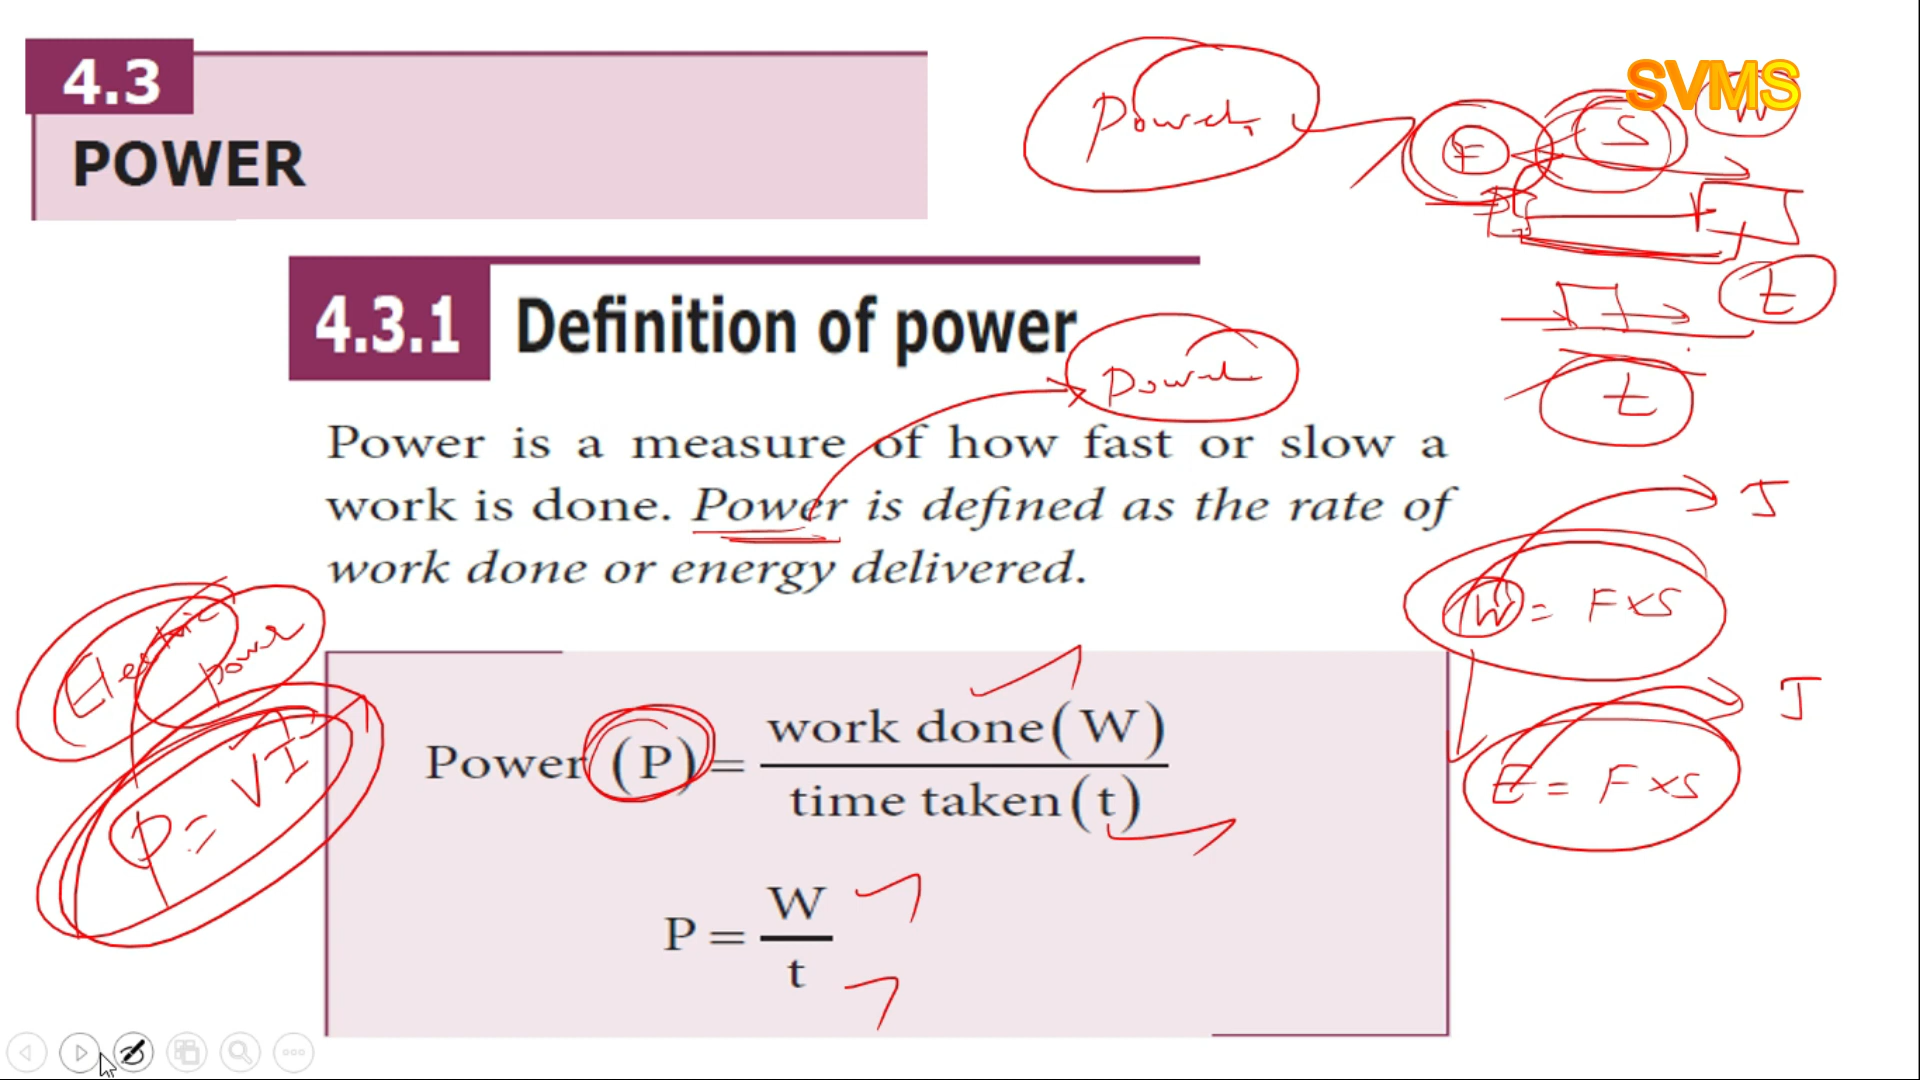 4.3
POWER
Power
F
S
SVMS
W
t
4.3.1 Definition of power
Power
t
Power is a measure of how fast or slow a
work is done. Power is defined as the rate of
work done or energy delivered.
J
W = F×S
Electric
power
J
E = F×S
P = VI
Power (P) = work done (W)
time taken (t)
P = W
t